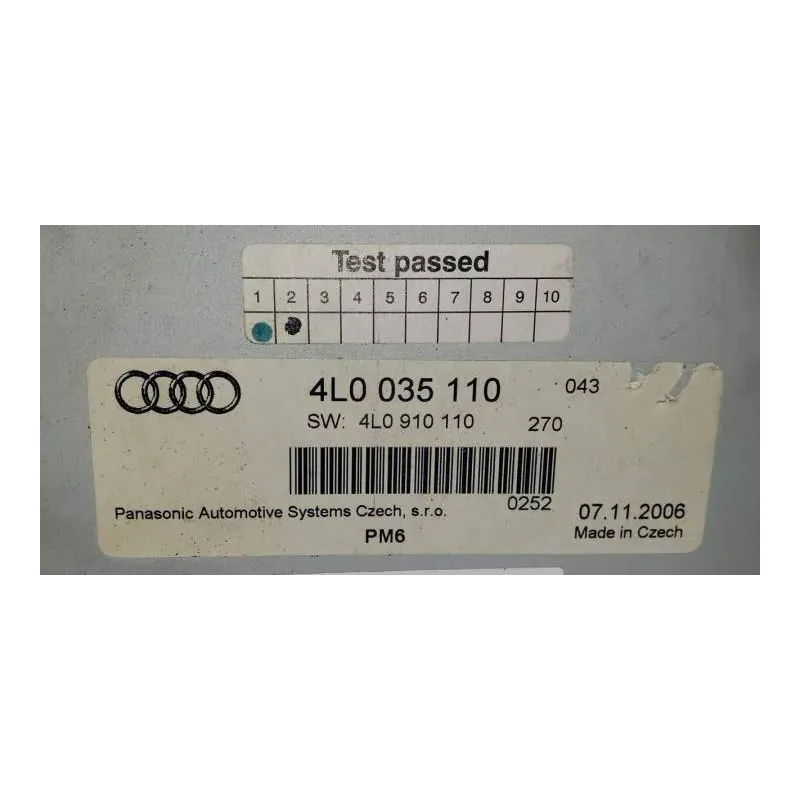 Test passed
1 2 3 4 5 6 7 8 9 10
4L0 035 110 043
SW: 4L0 910 110 270
0252
Panasonic Automotive Systems Czech, s.r.o. 07.11.2006
PM6 Made in Czech